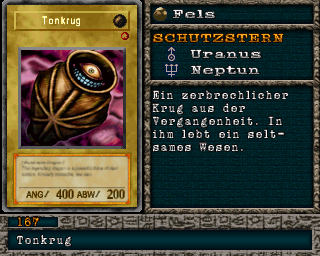 Tonkrug
ANG/ 400 ABW/ 200
Fels
SCHUTZSTERN
Uranus
Neptun
Ein zerbrechlicher
Krug aus der
Vergangenheit. In
ihm lebt ein selt-
sames Wesen.
167
Tonkrug